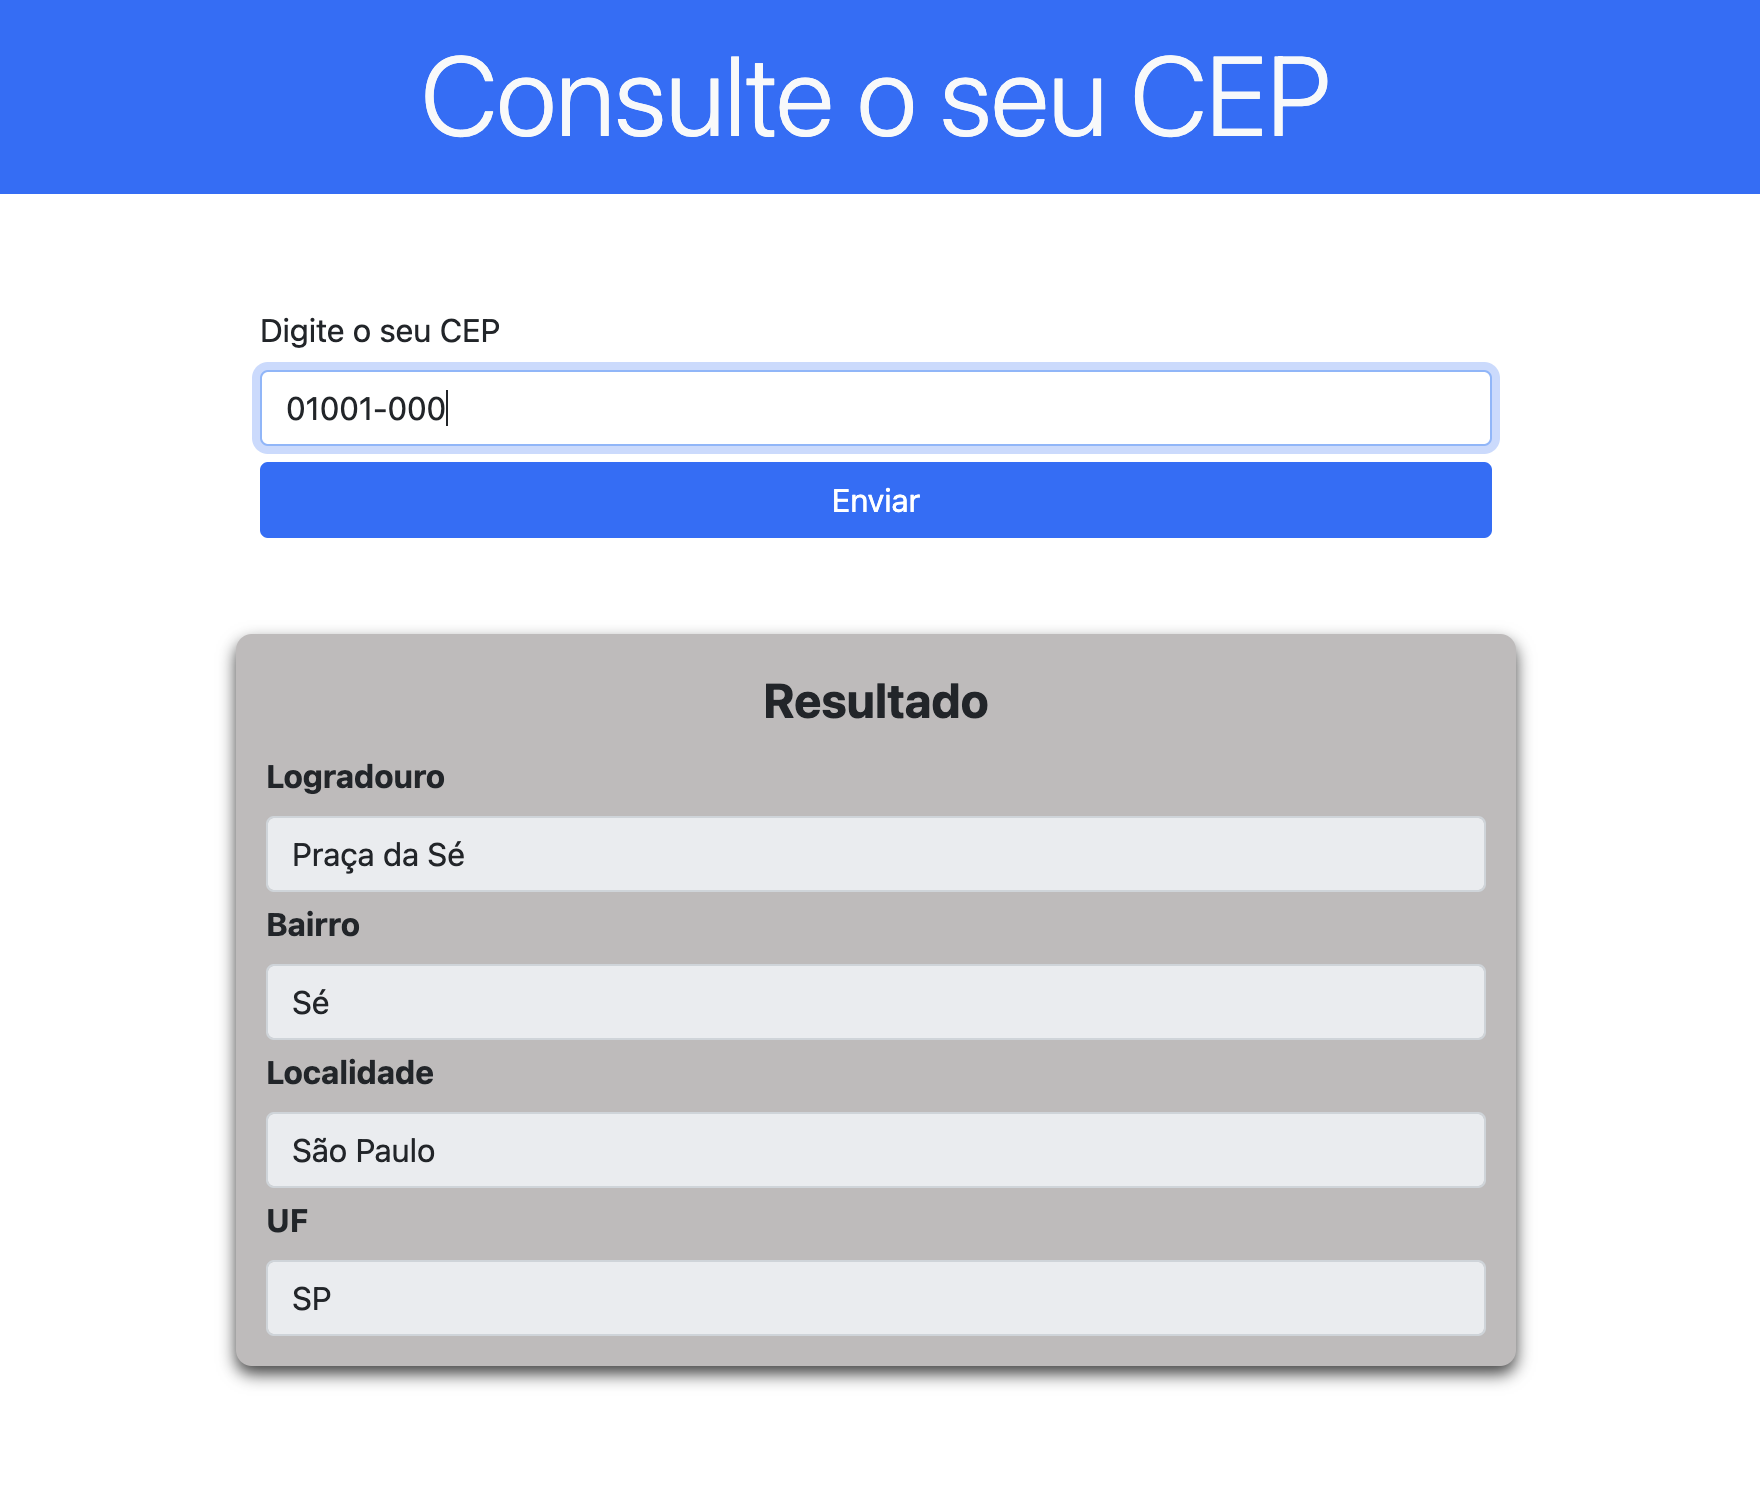 Consulte o seu CEP
Digite o seu CEP
01001-000
Enviar
Resultado
Logradouro
Praça da Sé
Bairro
Sé
Localidade
São Paulo
UF
SP